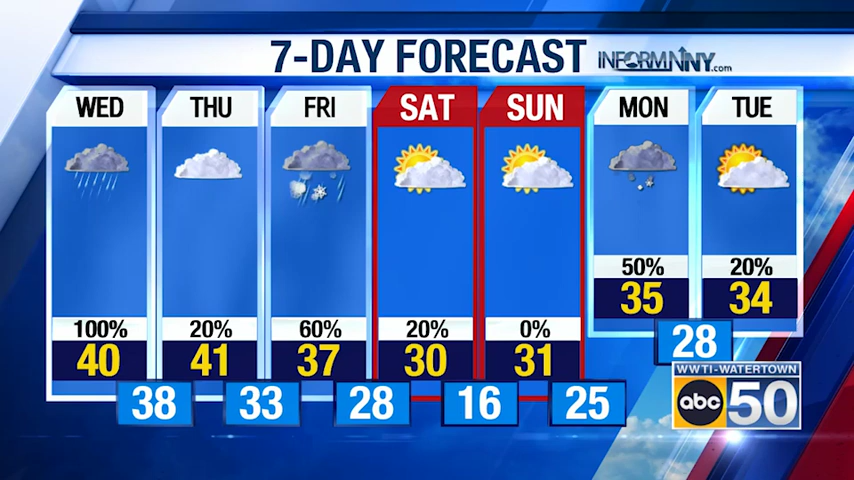 7-DAY FORECAST INFORMNNY.com
WED THU FRI SAT SUN MON TUE
50% 20%
35 34
100% 20% 60% 20% 0%
40 41 37 30 31
28
WWTI-WATERTOWN
abc 50
38 33 28 16 25